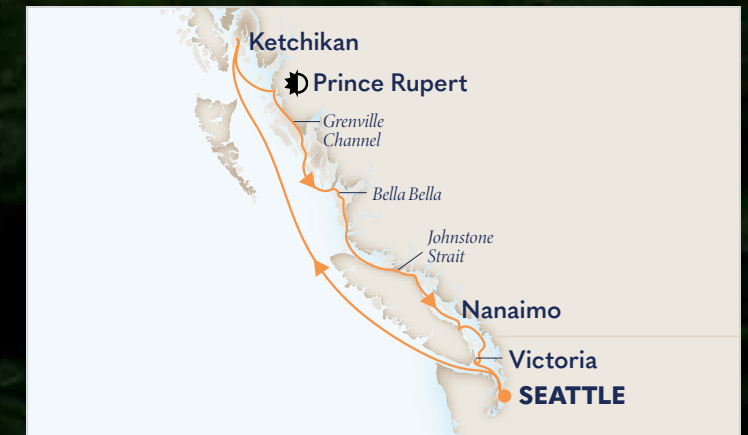 Ketchikan
Prince Rupert
Grenville
Channel
Bella Bella
Johnstone
Strait
Nanaimo
Victoria
SEATTLE